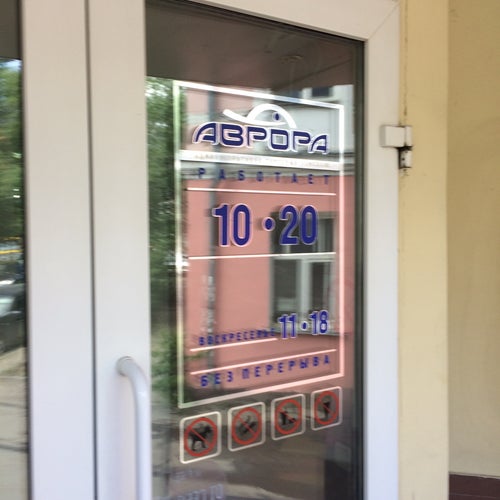 АВРОРА
РАБОТАЕТ
10 • 20
ВОСКРЕСЕНЬЕ 11 • 18
БЕЗ ПЕРЕРЫВА